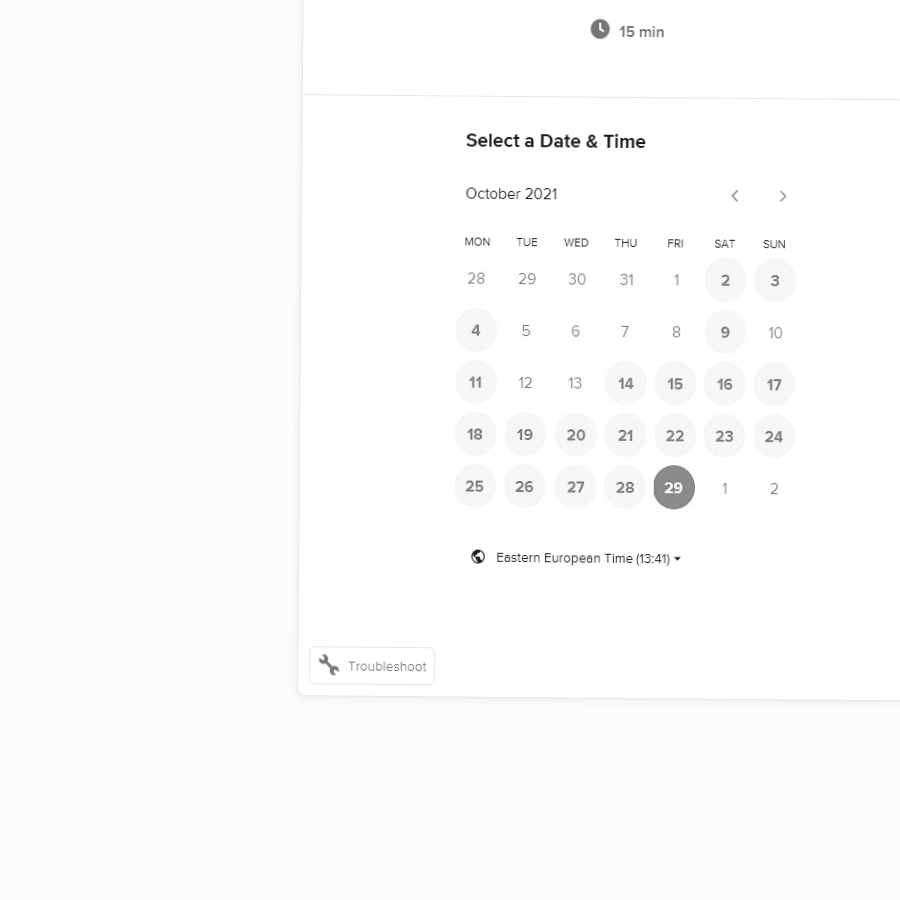 15 min
Select a Date & Time
October 2021
MON TUE WED THU FRI SAT SUN
28 29 30 31 1 2 3
4 5 6 7 8 9 10
11 12 13 14 15 16 17
18 19 20 21 22 23 24
25 26 27 28 29 1 2
Eastern European Time (13:41)
Troubleshoot